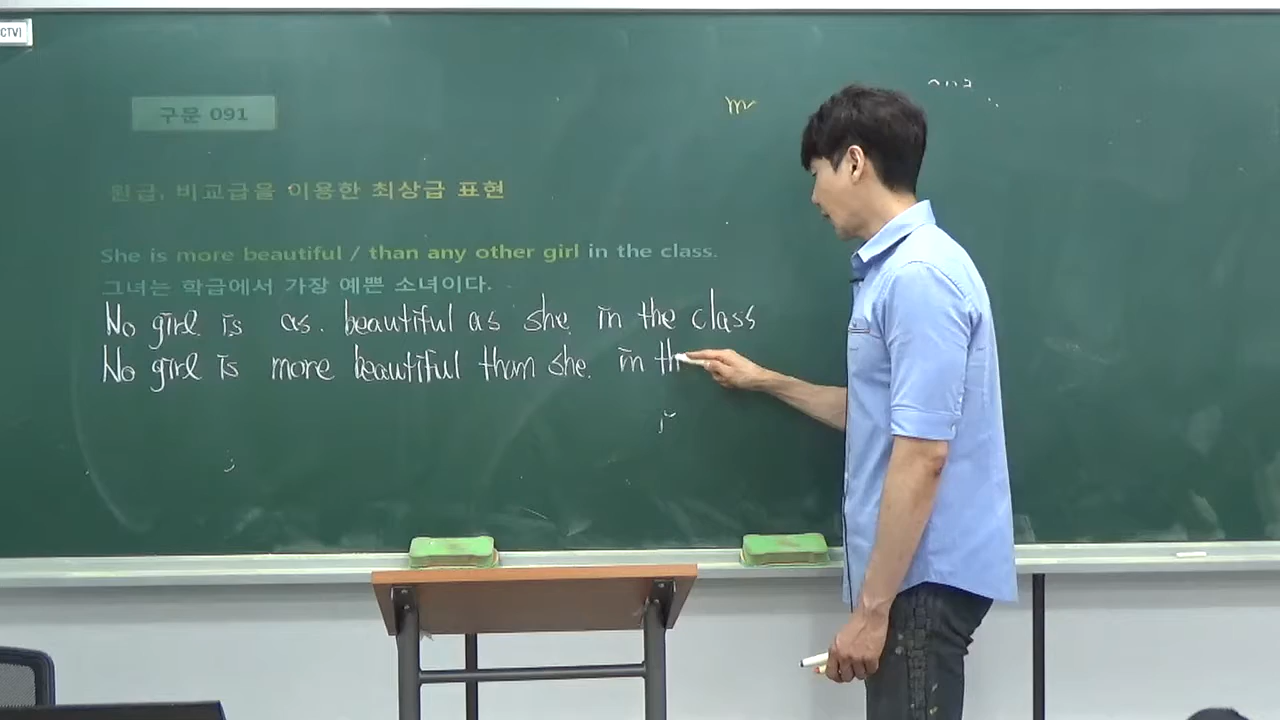 CTV)
구문 091
원급, 비교급을 이용한 최상급 표현
She is more beautiful / than any other girl in the class.
그녀는 학급에서 가장 예쁜 소녀이다.
No girl is as. beautiful as she. in the class
No girl is more beautiful than she. in th